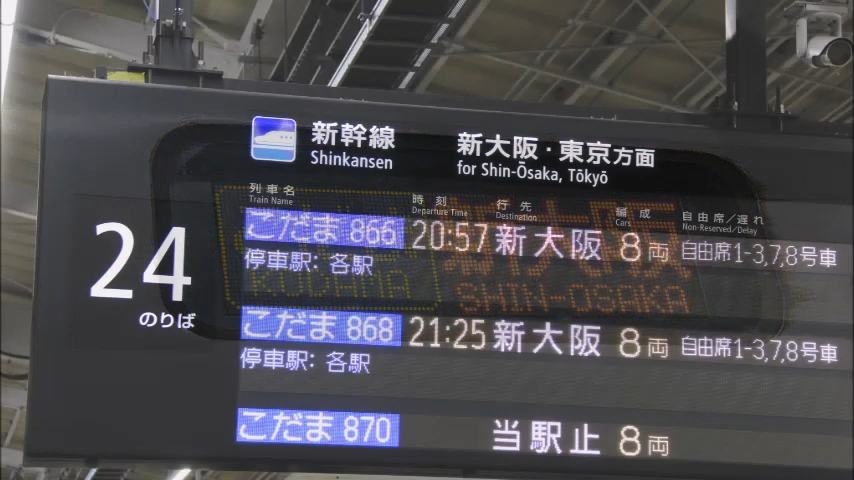 新幹線 新大阪・東京方面
Shinkansen for Shin-Ōsaka, Tōkyō
列車名 時刻 行先 編成 自由席/遅れ
Train Name Departure Time Destination Cars Non-Reserved/Delay
24
のりば
こだま 866 20:57 新大阪 8両 自由席1-3,7,8号車
停車駅: 各駅
こだま 868 21:25 新大阪 8両 自由席1-3,7,8号車
停車駅: 各駅
こだま 870 当駅止 8両
新大阪
KODAMA SHIN-OSAKA